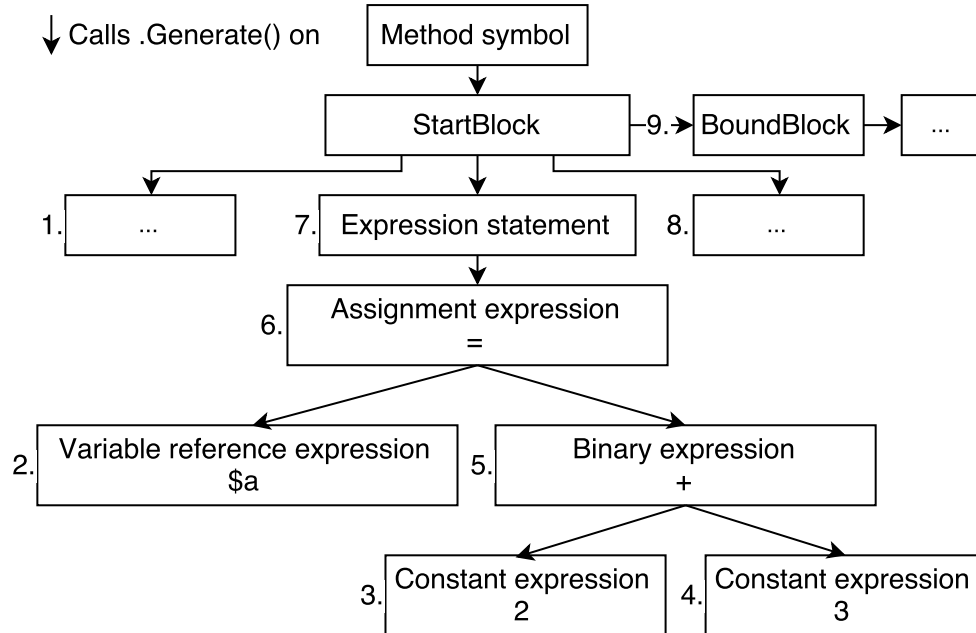 Calls .Generate() on
Method symbol
StartBlock
9.
BoundBlock
...
1.
...
7.
Expression statement
8.
...
6.
Assignment expression
=
2.
Variable reference expression
$a
5.
Binary expression
+
3.
Constant expression
2
4.
Constant expression
3